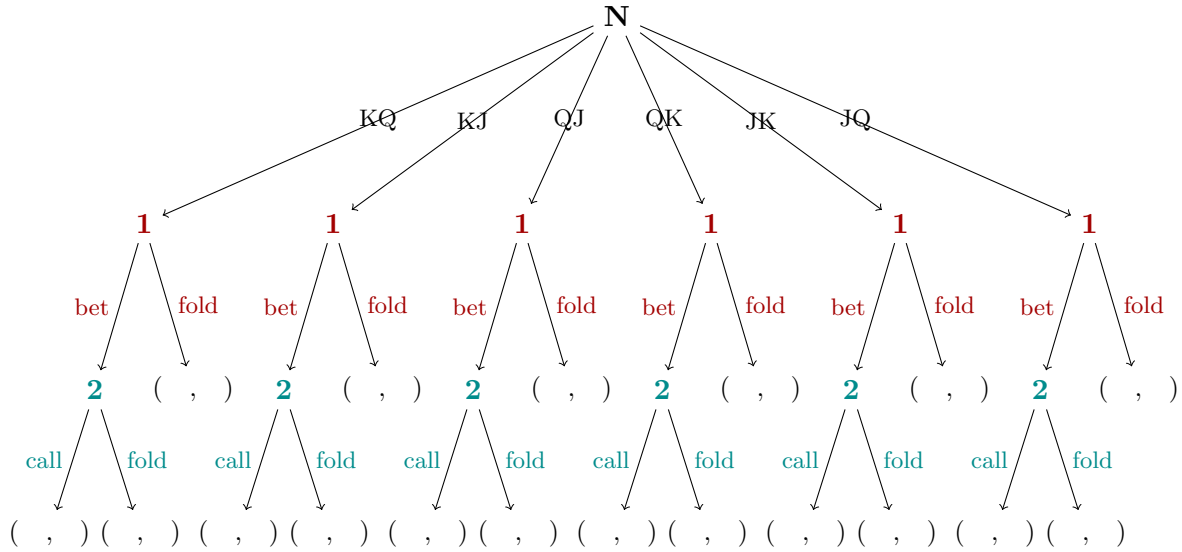 N
KQ KJ QJ QK JK JQ
1 1 1 1 1 1
bet fold bet fold bet fold bet fold bet fold bet fold
2 ( , ) 2 ( , ) 2 ( , ) 2 ( , ) 2 ( , ) 2 ( , )
call fold call fold call fold call fold call fold call fold
( , ) ( , ) ( , ) ( , ) ( , ) ( , ) ( , ) ( , ) ( , ) ( , ) ( , ) ( , )